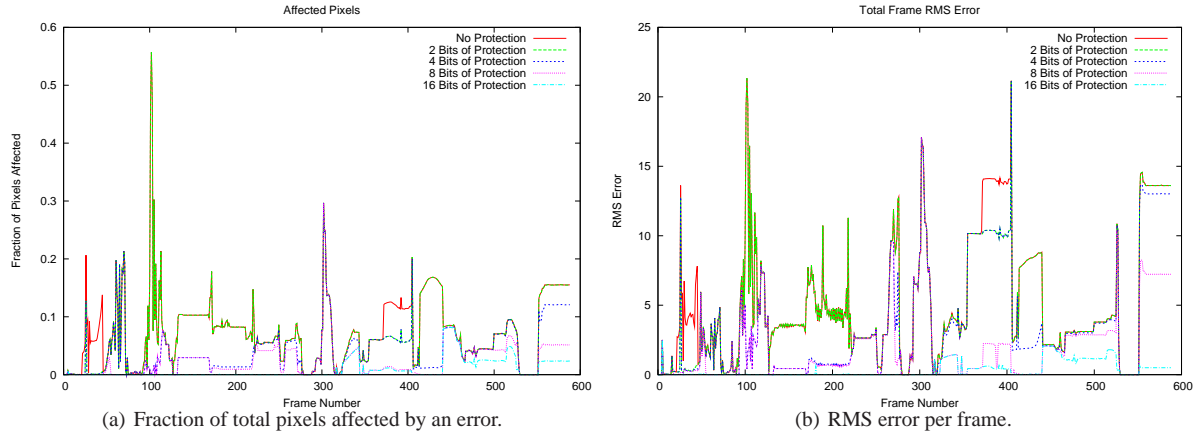 Affected Pixels
Fraction of Pixels Affected
0.6
0.5
0.4
0.3
0.2
0.1
0
No Protection
2 Bits of Protection
4 Bits of Protection
8 Bits of Protection
16 Bits of Protection
0 100 200 300 400 500 600
Frame Number
(a) Fraction of total pixels affected by an error.
Total Frame RMS Error
RMS Error
25
20
15
10
5
0
No Protection
2 Bits of Protection
4 Bits of Protection
8 Bits of Protection
16 Bits of Protection
0 100 200 300 400 500 600
Frame Number
(b) RMS error per frame.